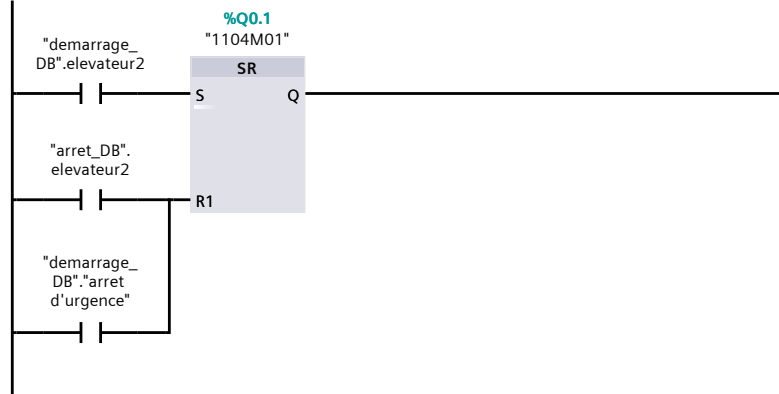 %Q0.1
"1104M01"
"demarrage_
DB".elevateur2
SR
S
Q
"arret_DB".
elevateur2
R1
"demarrage_
DB"."arret
d'urgence"